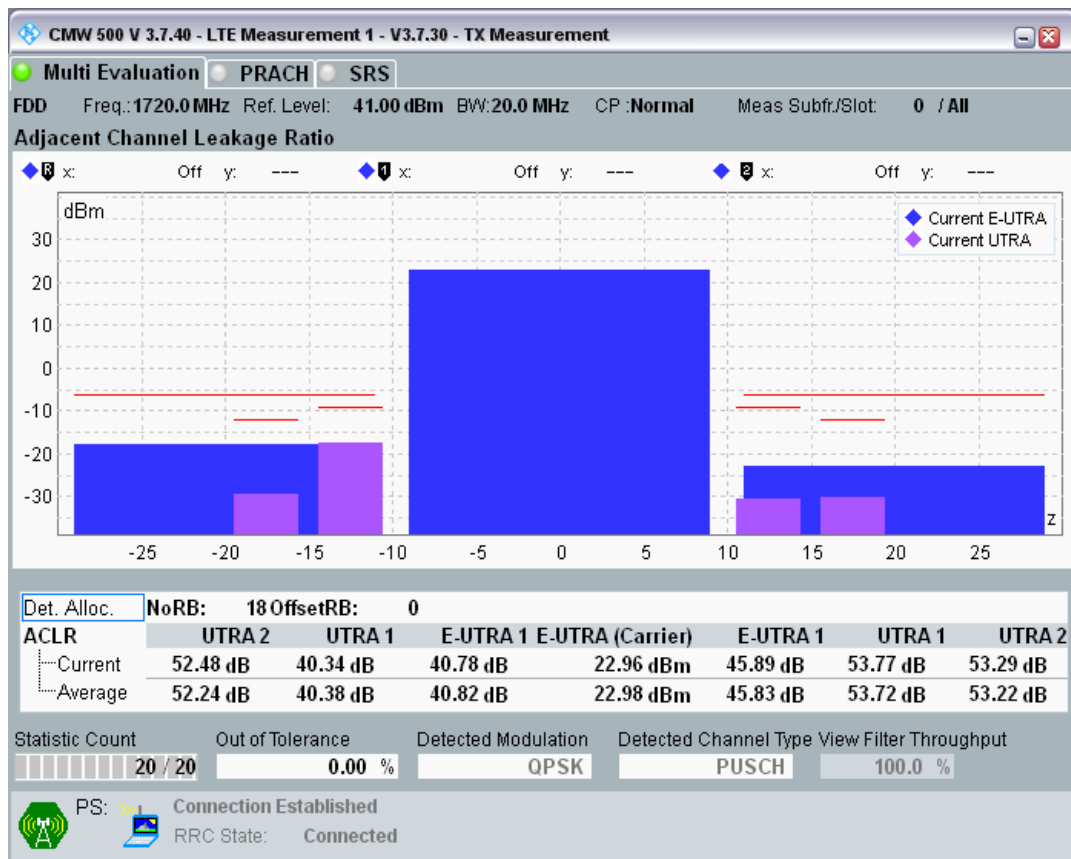 CMW 500 V 3.7.40 - LTE Measurement 1 - V3.7.30 - TX Measurement
Multi Evaluation PRACH SRS
FDD Freq.:1720.0 MHz Ref. Level: 41.00 dBm BW:20.0 MHz CP :Normal Meas Subfr./Slot: 0 / All
Adjacent Channel Leakage Ratio
R x: Off y: --- 1 x: Off y: --- 2 x: Off y: ---
dBm
Current E-UTRA
Current UTRA
30
20
10
0
-10
-20
-30
z
-25 -20 -15 -10 -5 0 5 10 15 20 25
Det. Alloc. NoRB: 18 OffsetRB: 0
ACLR UTRA 2 UTRA 1 E-UTRA 1 E-UTRA (Carrier) E-UTRA 1 UTRA 1 UTRA 2
Current 52.48 dB 40.34 dB 40.78 dB 22.96 dBm 45.89 dB 53.77 dB 53.29 dB
Average 52.24 dB 40.38 dB 40.82 dB 22.98 dBm 45.83 dB 53.72 dB 53.22 dB
Statistic Count Out of Tolerance Detected Modulation Detected Channel Type View Filter Throughput
20 / 20 0.00 % QPSK PUSCH 100.0 %
PS: Connection Established
RRC State: Connected